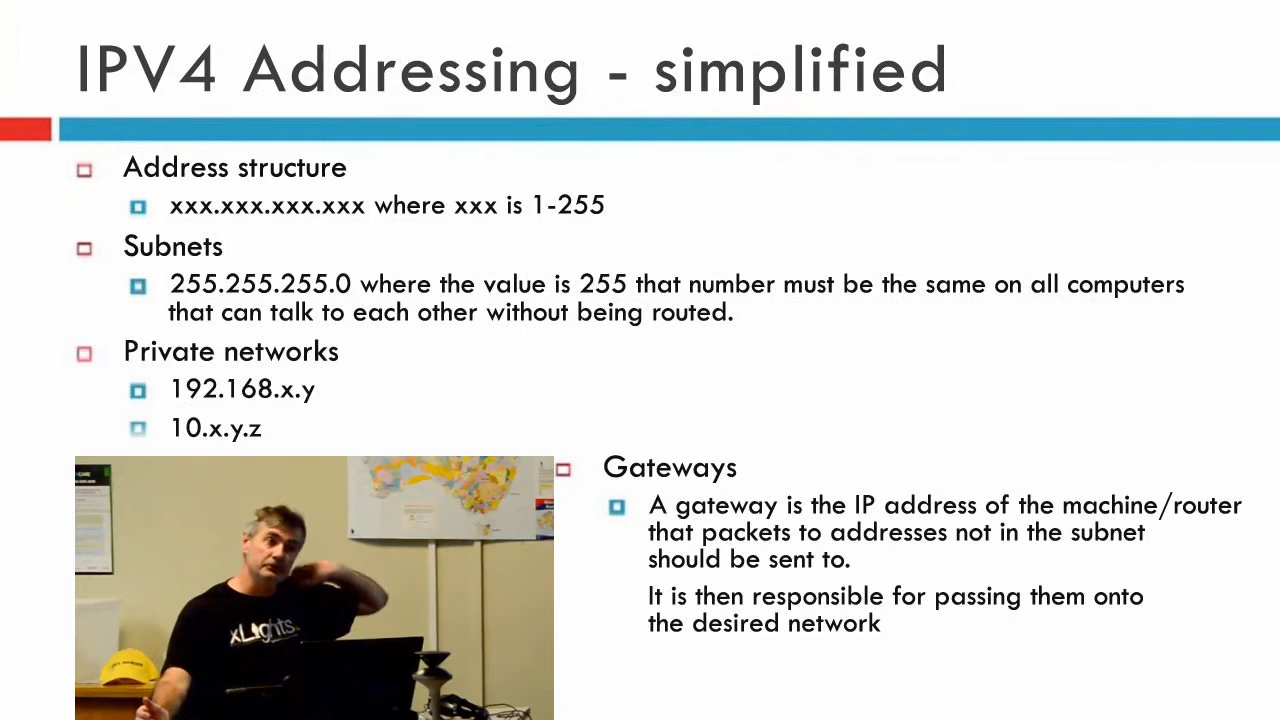 IPV4 Addressing - simplified
Address structure
xxx.xxx.xxx.xxx where xxx is 1-255
Subnets
255.255.255.0 where the value is 255 that number must be the same on all computers
that can talk to each other without being routed.
Private networks
192.168.x.y
10.x.y.z
Gateways
A gateway is the IP address of the machine/router
that packets to addresses not in the subnet
should be sent to.
It is then responsible for passing them onto
the desired network
xLights